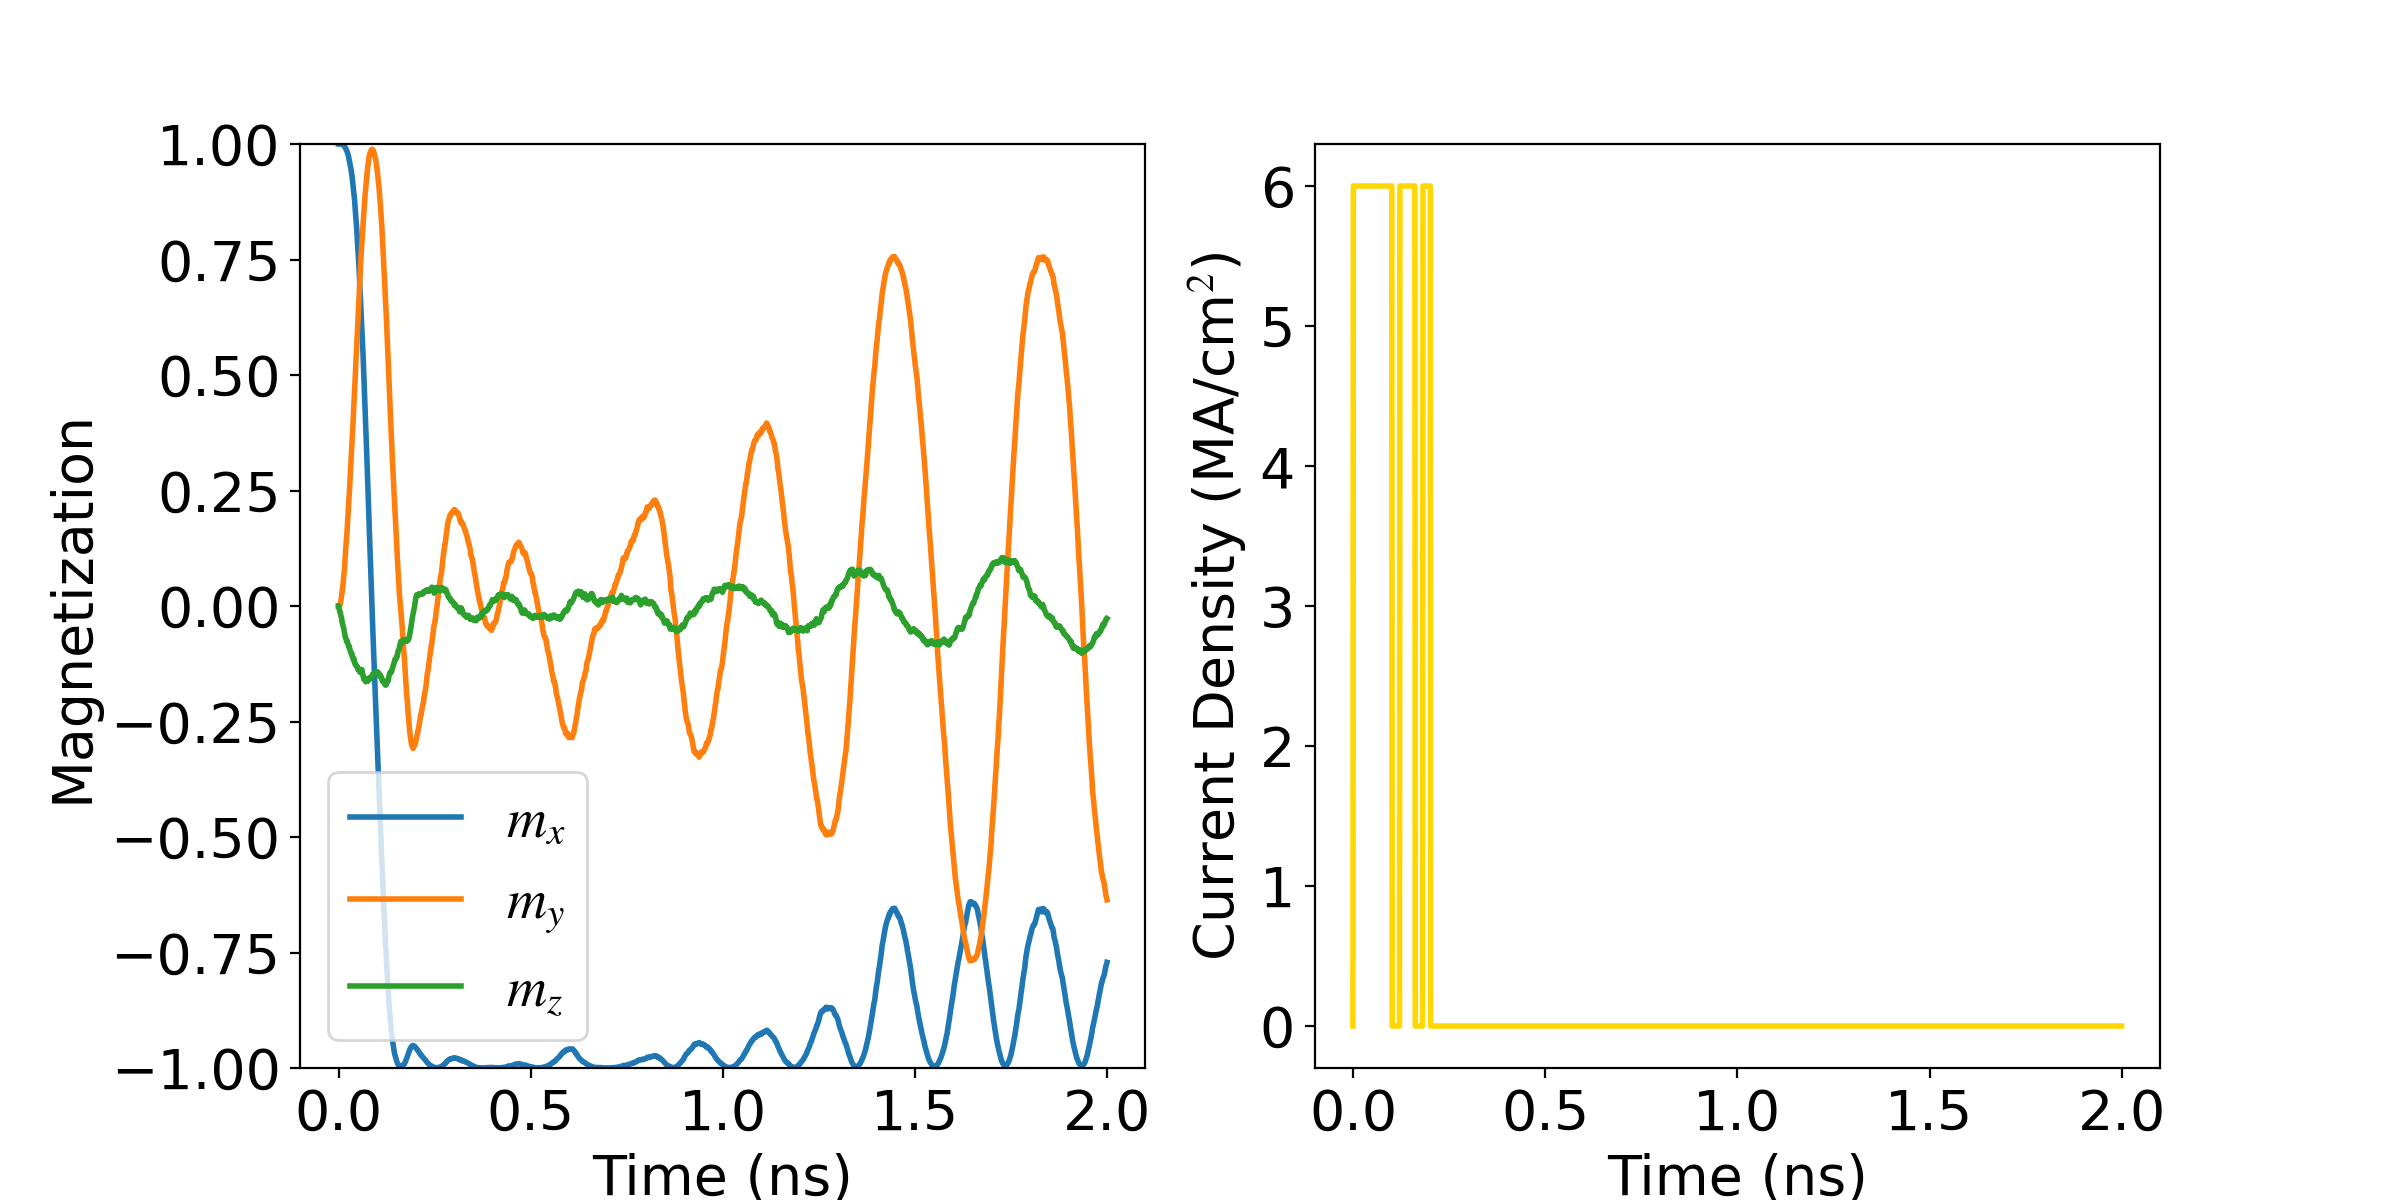 1.00
0.75
0.50
0.25
0.00
−0.25
−0.50
−0.75
−1.00
Magnetization
m_x
m_y
m_z
0.0 0.5 1.0 1.5 2.0
Time (ns)
6
5
4
3
2
1
0
Current Density (MA/cm²)
0.0 0.5 1.0 1.5 2.0
Time (ns)